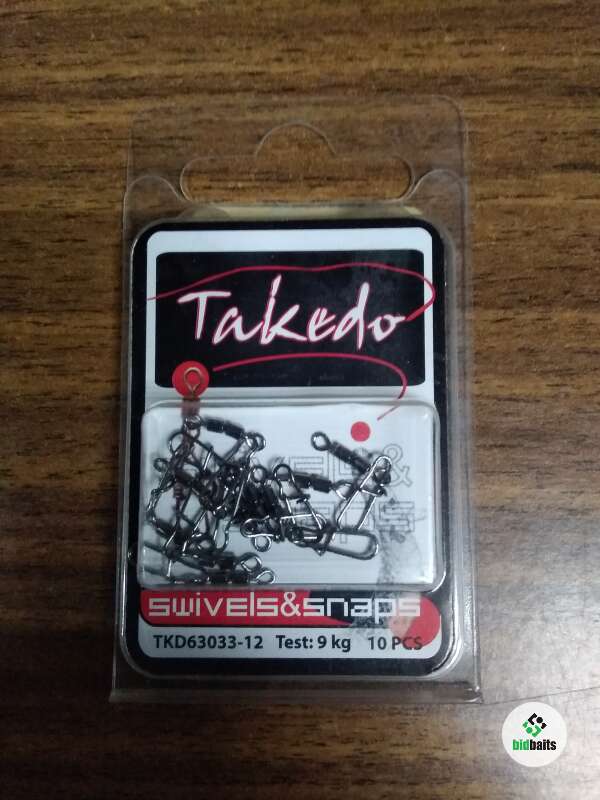 Takedo
swivels&snaps
TKD63033-12 Test: 9 kg 10 PCS
bidbaits